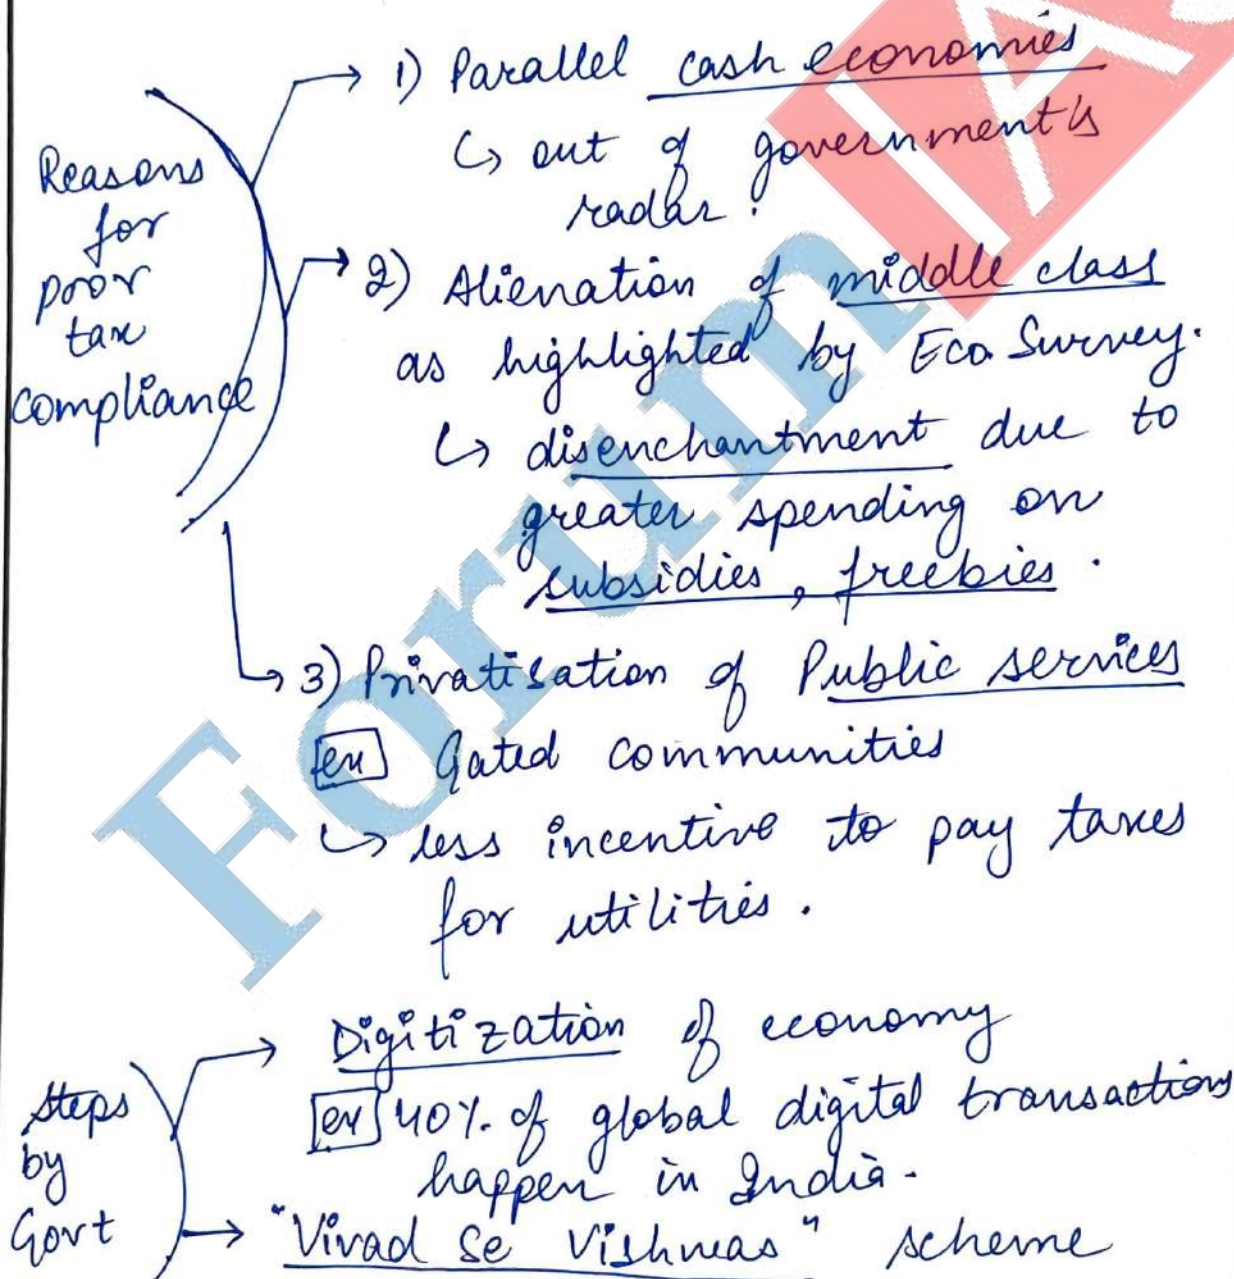 Reasons
for
poor
tax
compliance
1) Parallel cash economies
↳ out of government's
radar.
2) Alienation of middle class
as highlighted by Eco. Survey.
↳ disenchantment due to
greater spending on
subsidies, freebies.
3) Privatisation of Public services
ex Gated communities
↳ less incentive to pay taxes
for utilities.
Steps
by
Govt
Digitization of economy
ex 40% of global digital transactions
happen in India.
"Vivad Se Vishwas" scheme
ForumIAS